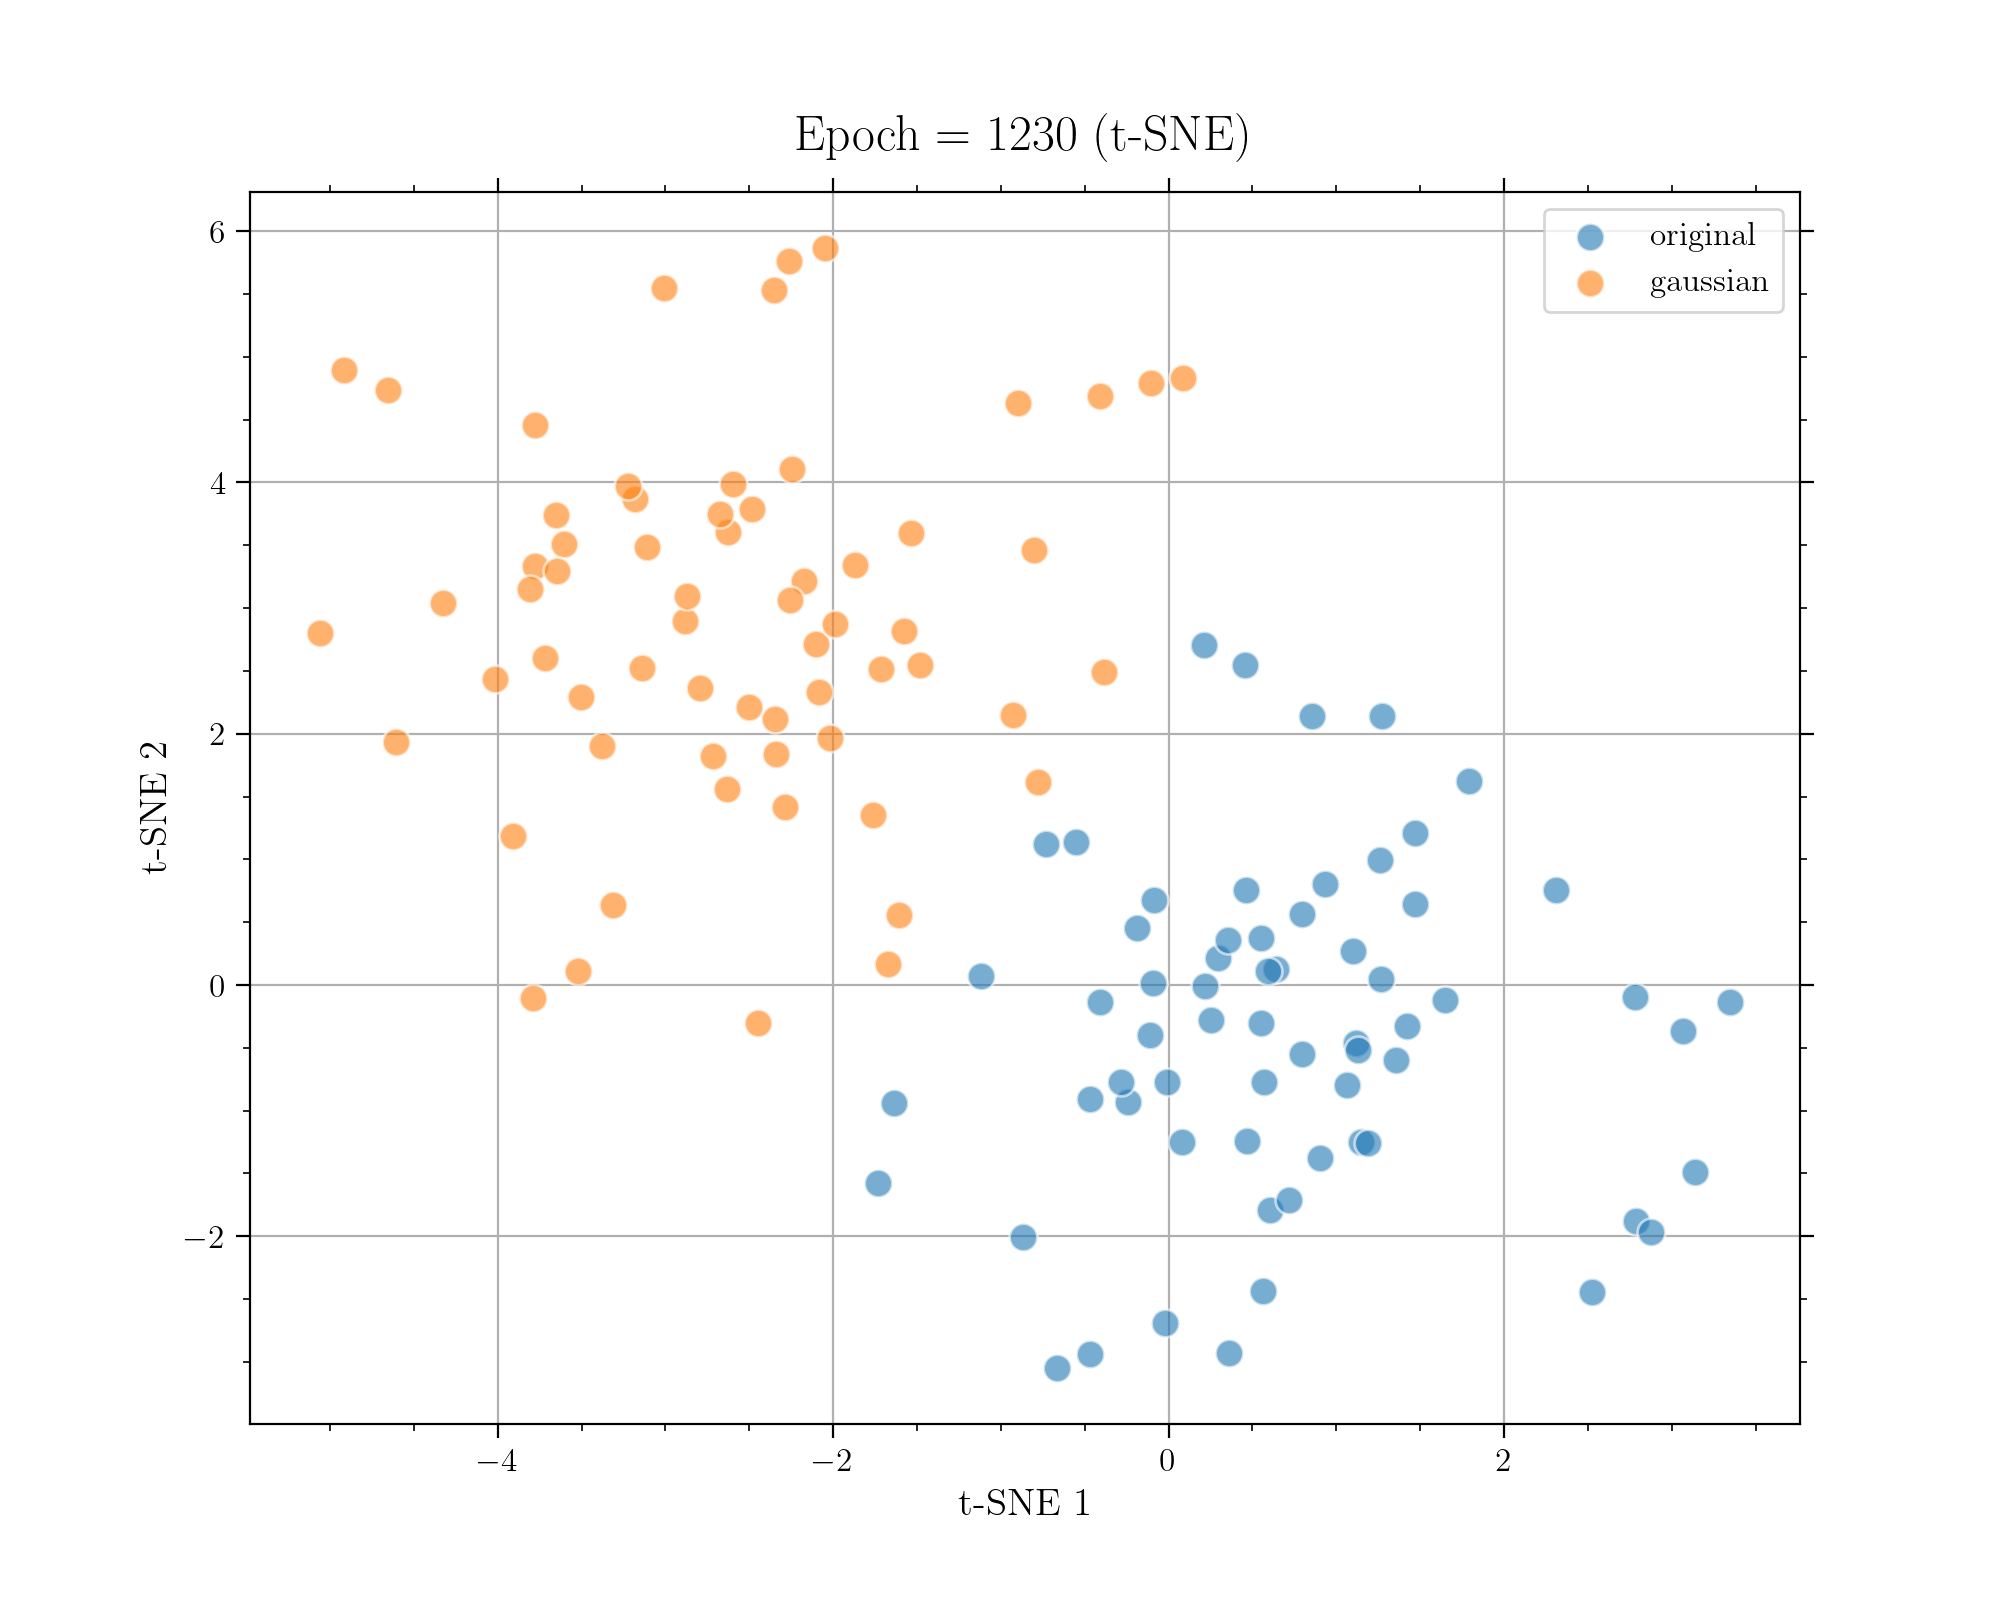 Epoch = 1230 (t-SNE)
original
gaussian
6
4
2
0
−2
t-SNE 2
−4
−2
0
2
t-SNE 1